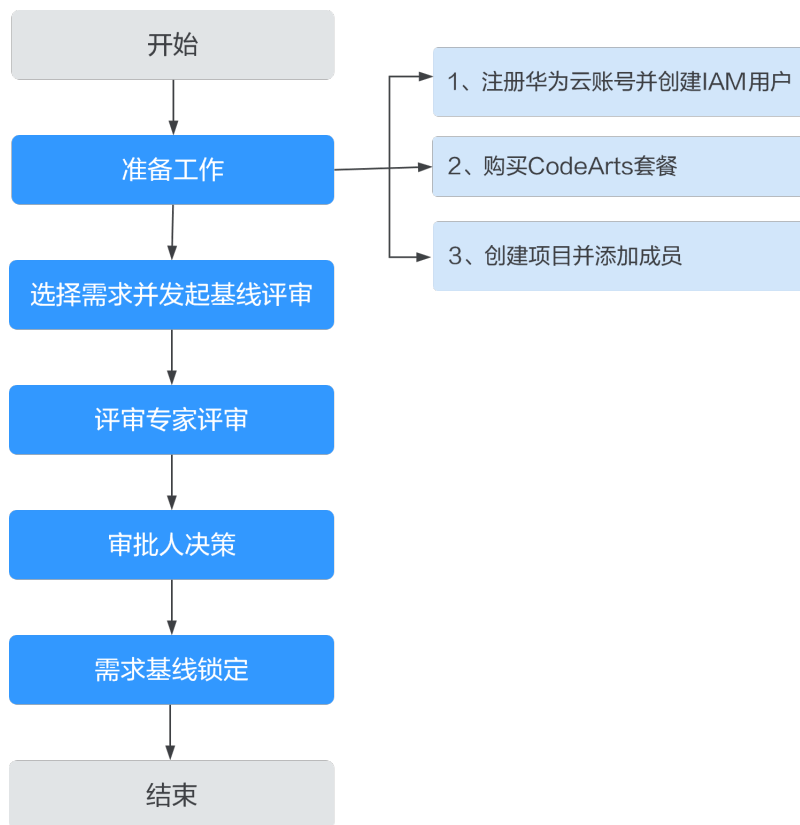 开始
准备工作
1、注册华为云账号并创建IAM用户
2、购买CodeArts套餐
3、创建项目并添加成员
选择需求并发起基线评审
评审专家评审
审批人决策
需求基线锁定
结束